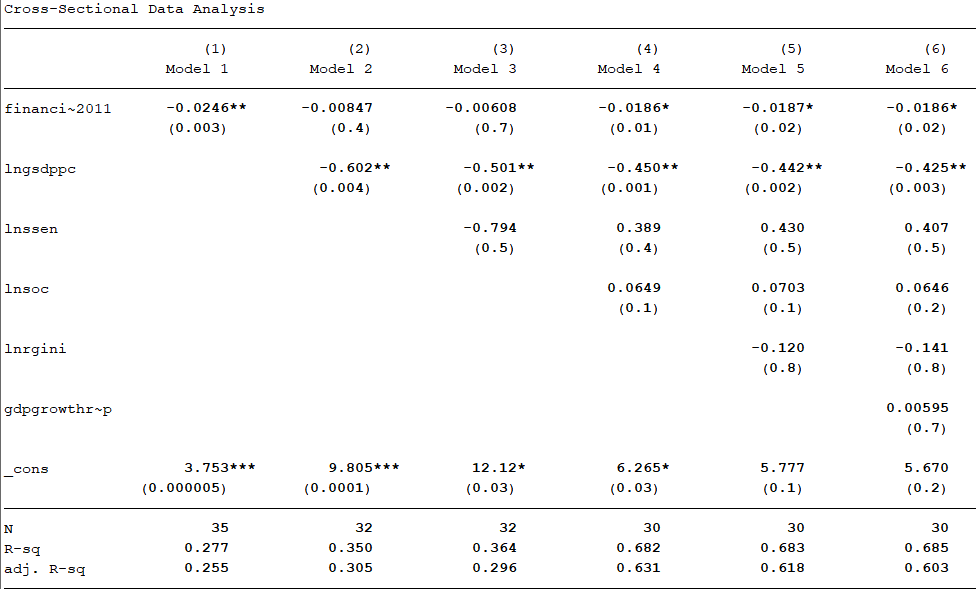 Cross-Sectional Data Analysis
(1) (2) (3) (4) (5) (6)
Model 1 Model 2 Model 3 Model 4 Model 5 Model 6
financi~2011 -0.0246** -0.00847 -0.00608 -0.0186* -0.0187* -0.0186*
(0.003) (0.4) (0.7) (0.01) (0.02) (0.02)
lngsdppc -0.602** -0.501** -0.450** -0.442** -0.425**
(0.004) (0.002) (0.001) (0.002) (0.003)
lnssen -0.794 0.389 0.430 0.407
(0.5) (0.4) (0.5) (0.5)
lnsoc 0.0649 0.0703 0.0646
(0.1) (0.1) (0.2)
lnrgini -0.120 -0.141
(0.8) (0.8)
gdpgrowthr~p 0.00595
(0.7)
_cons 3.753*** 9.805*** 12.12* 6.265* 5.777 5.670
(0.000005) (0.0001) (0.03) (0.03) (0.1) (0.2)
N 35 32 32 30 30 30
R-sq 0.277 0.350 0.364 0.682 0.683 0.685
adj. R-sq 0.255 0.305 0.296 0.631 0.618 0.603